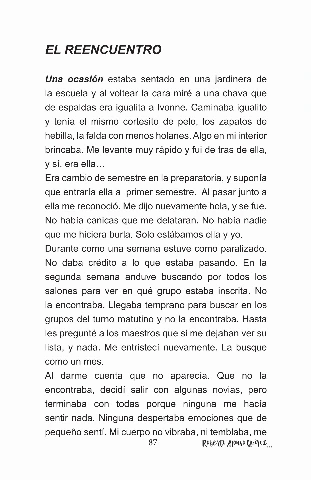 EL REENCUENTRO
Una ocasión estaba sentado en una jardinera de
la escuela y al voltear la cara miré a una chava que
de espaldas era igualita a Ivonne. Caminaba igualito
y tenía el mismo cortesito de pelo, los zapatos de
hebilla, la falda con menos holanes. Algo en mi interior
brincaba. Me levante muy rápido y fui de tras de ella,
y sí, era ella…
Era cambio de semestre en la preparatoria, y suponía
que entraría ella a primer semestre. Al pasar junto a
ella me reconoció. Me dijo nuevamente hola, y se fue.
No había canicas que me delataran. No había nadie
que me hiciera burla. Solo estábamos ella y yo.
Durante como una semana estuve como paralizado.
No daba crédito a lo que estaba pasando. En la
segunda semana anduve buscando por todos los
salones para ver en qué grupo estaba inscrita. No
la encontraba. Llegaba temprano para buscar en los
grupos del turno matutino y no la encontraba. Hasta
les pregunté a los maestros que si me dejaban ver su
lista, y nada. Me entristecí nuevamente. La busque
como un mes.
Al darme cuenta que no aparecía. Que no la
encontraba, decidí salir con algunas novias, pero
terminaba con todas porque ninguna me hacía
sentir nada. Ninguna despertaba emociones que de
pequeño sentí. Mi cuerpo no vibraba, ni temblaba, me
87